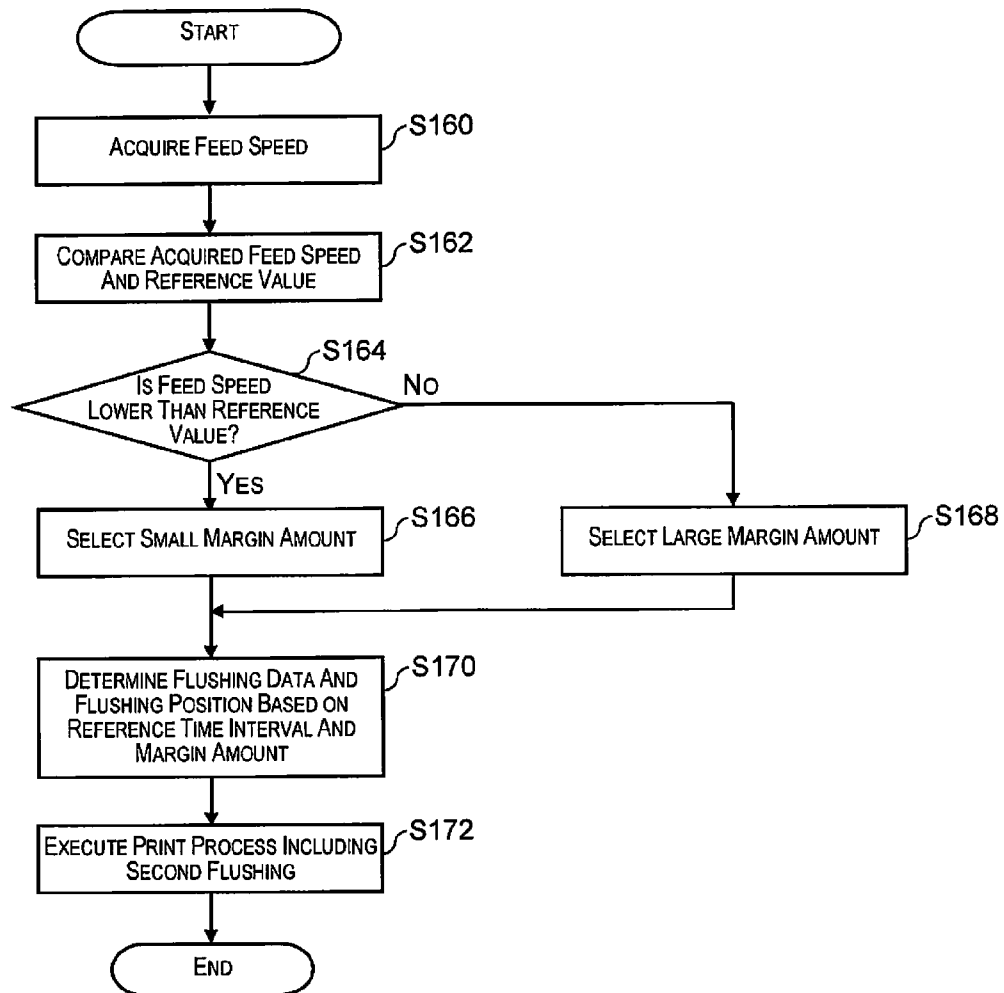 START
ACQUIRE FEED SPEED
S160
COMPARE ACQUIRED FEED SPEED
AND REFERENCE VALUE
S162
S164
IS FEED SPEED
LOWER THAN REFERENCE
VALUE?
NO
YES
SELECT SMALL MARGIN AMOUNT
S166
SELECT LARGE MARGIN AMOUNT
S168
DETERMINE FLUSHING DATA AND
FLUSHING POSITION BASED ON
REFERENCE TIME INTERVAL AND
MARGIN AMOUNT
S170
EXECUTE PRINT PROCESS INCLUDING
SECOND FLUSHING
S172
END